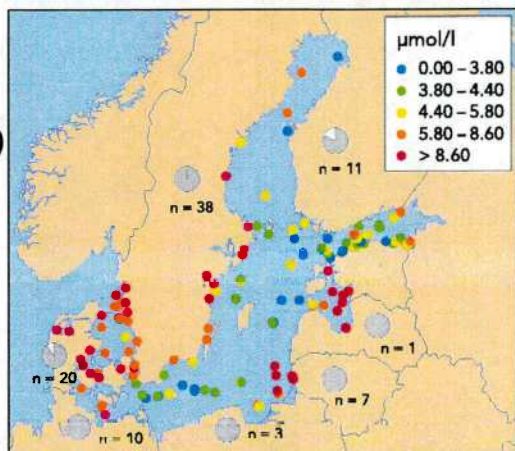 µmol/l
0.00 – 3.80
3.80 – 4.40
4.40 – 5.80
5.80 – 8.60
> 8.60
n = 11
n = 38
n = 1
n = 20
n = 7
n = 10
n = 3